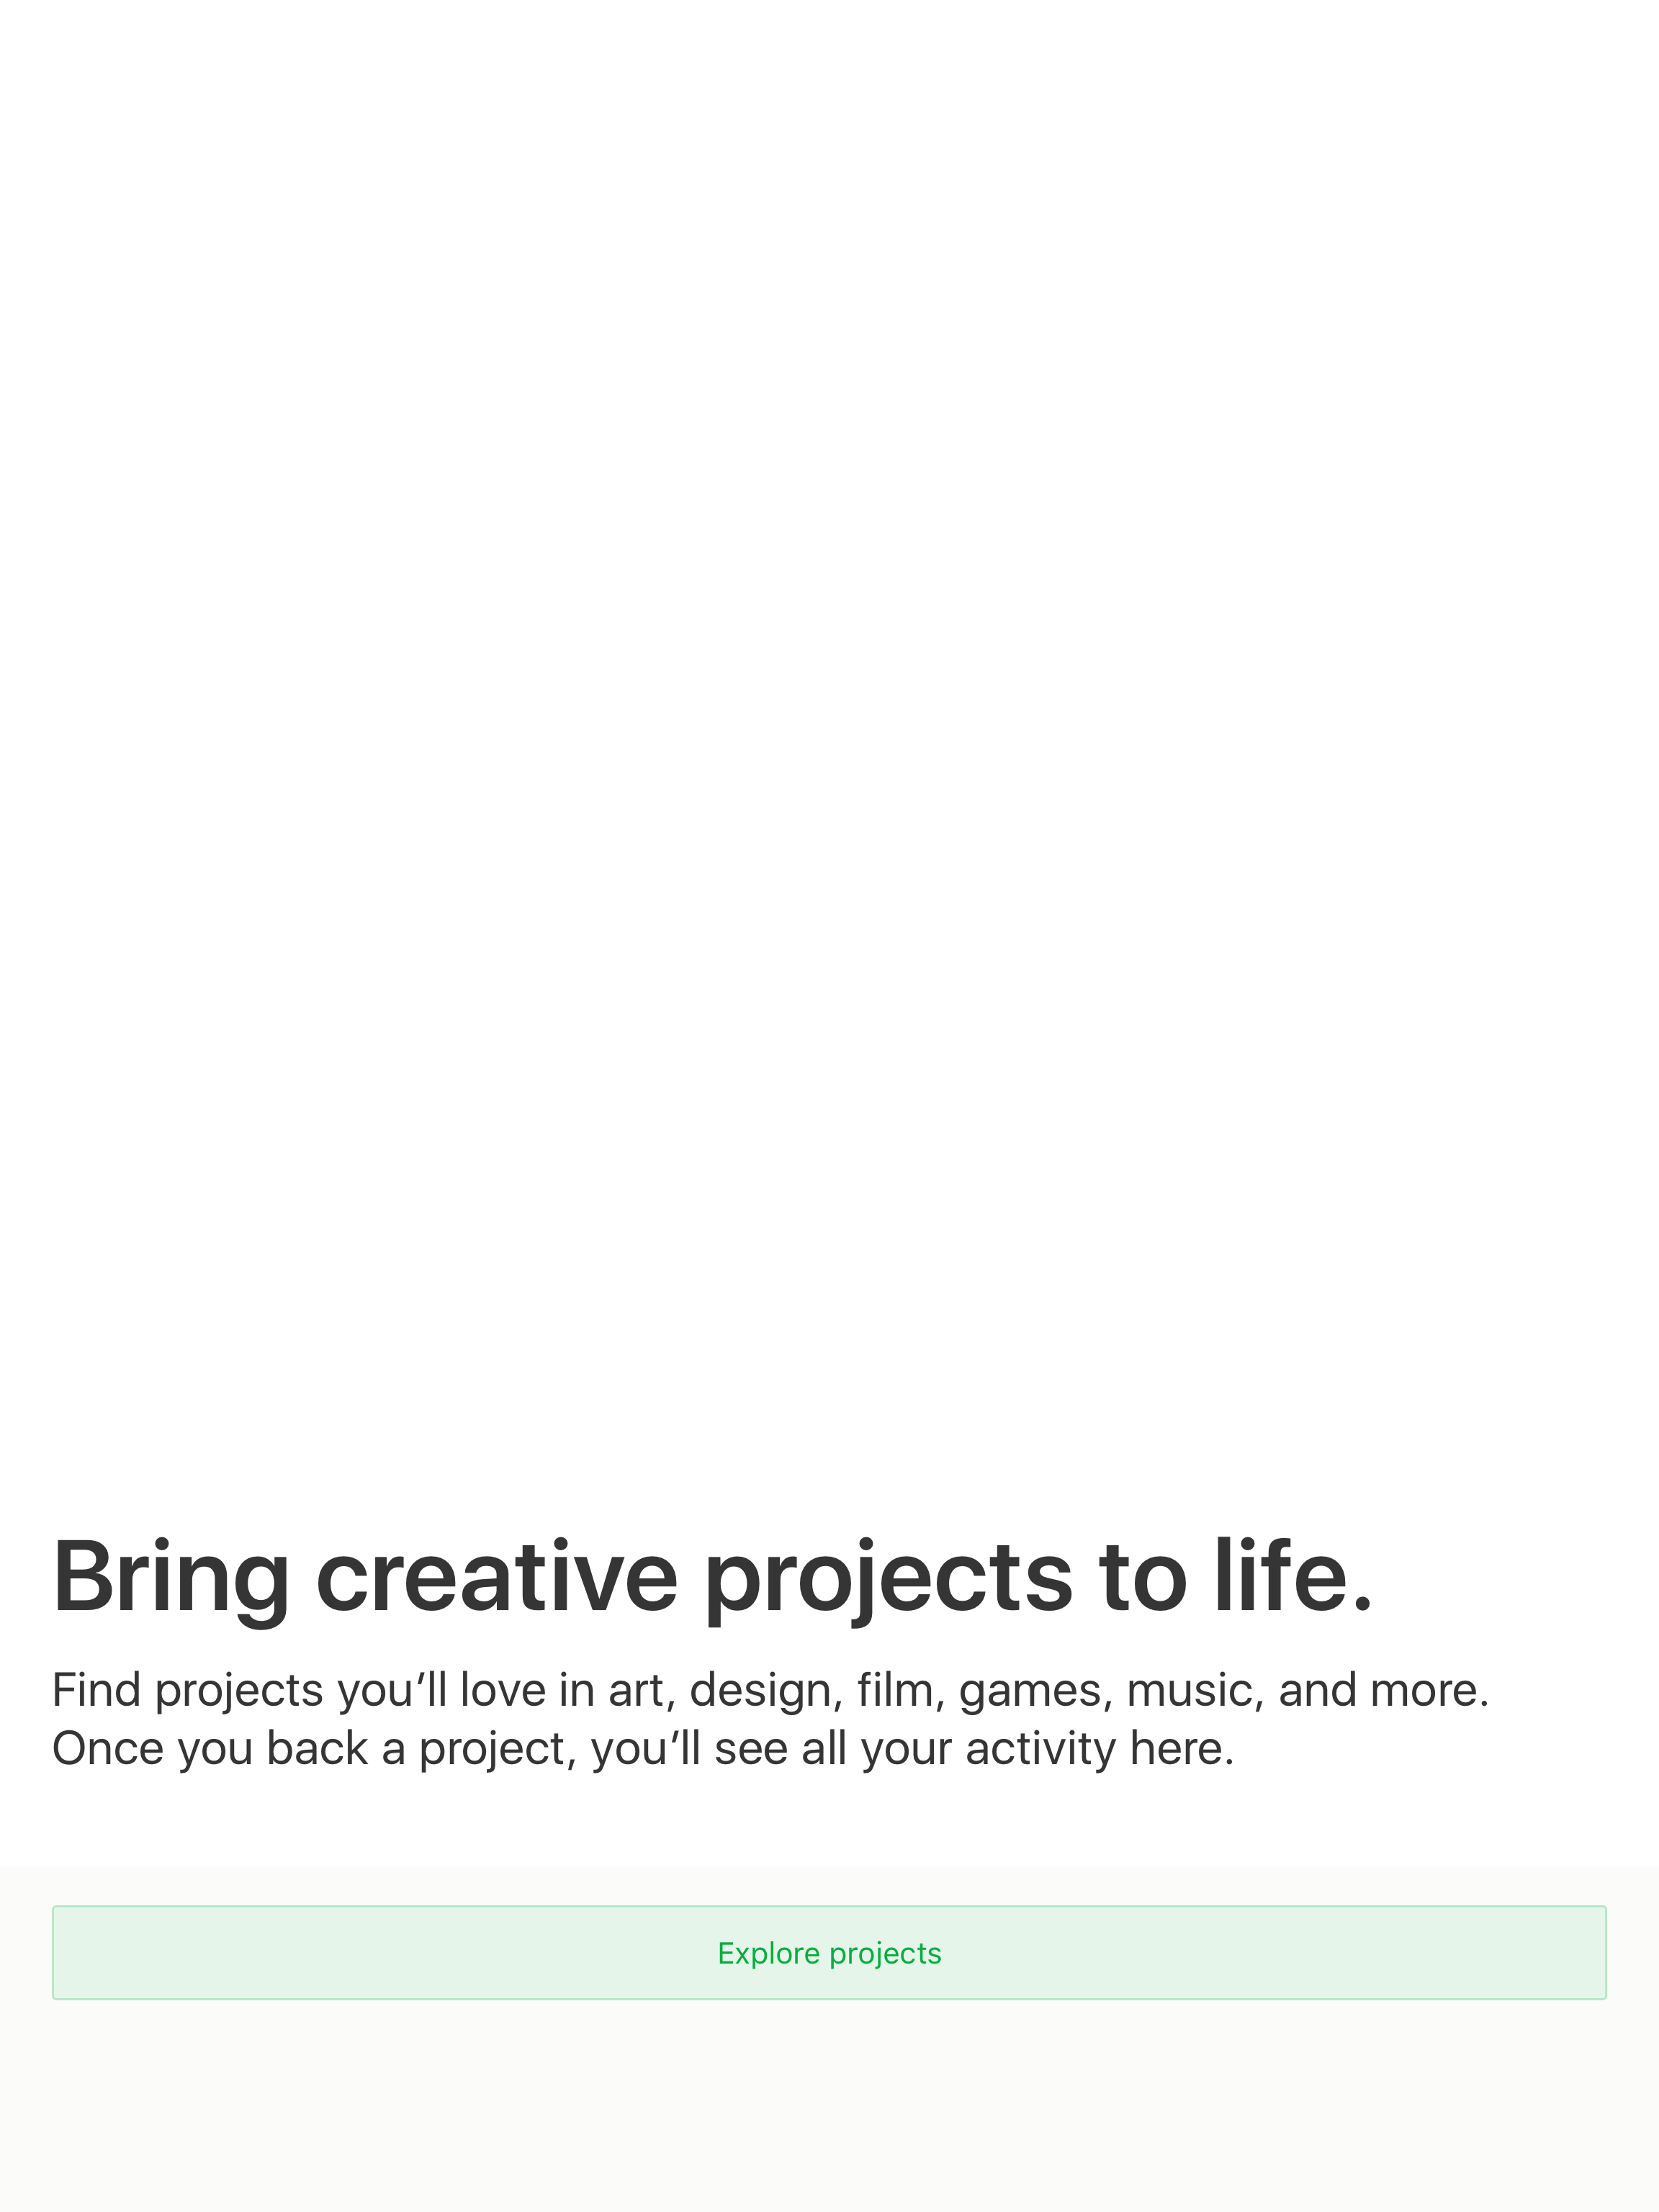 Bring creative projects to life.
Find projects you’ll love in art, design, film, games, music, and more.
Once you back a project, you’ll see all your activity here.
Explore projects